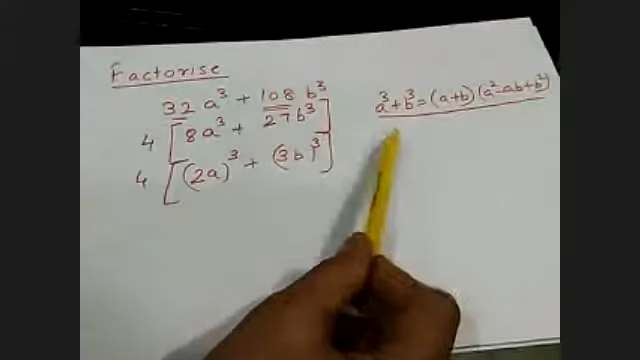 Factorise
32 a³ + 108 b³
4 [ 8a³ + 27b³ ]
4 [ (2a)³ + (3b)³ ]
a³ + b³ = (a+b) (a² - ab + b²)